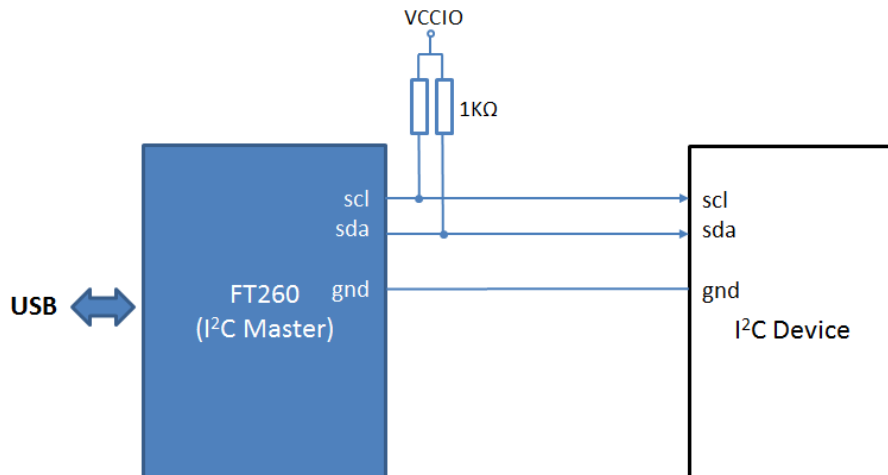 VCCIO
1KΩ
scl
sda
gnd
FT260
(I²C Master)
USB
scl
sda
gnd
I²C Device